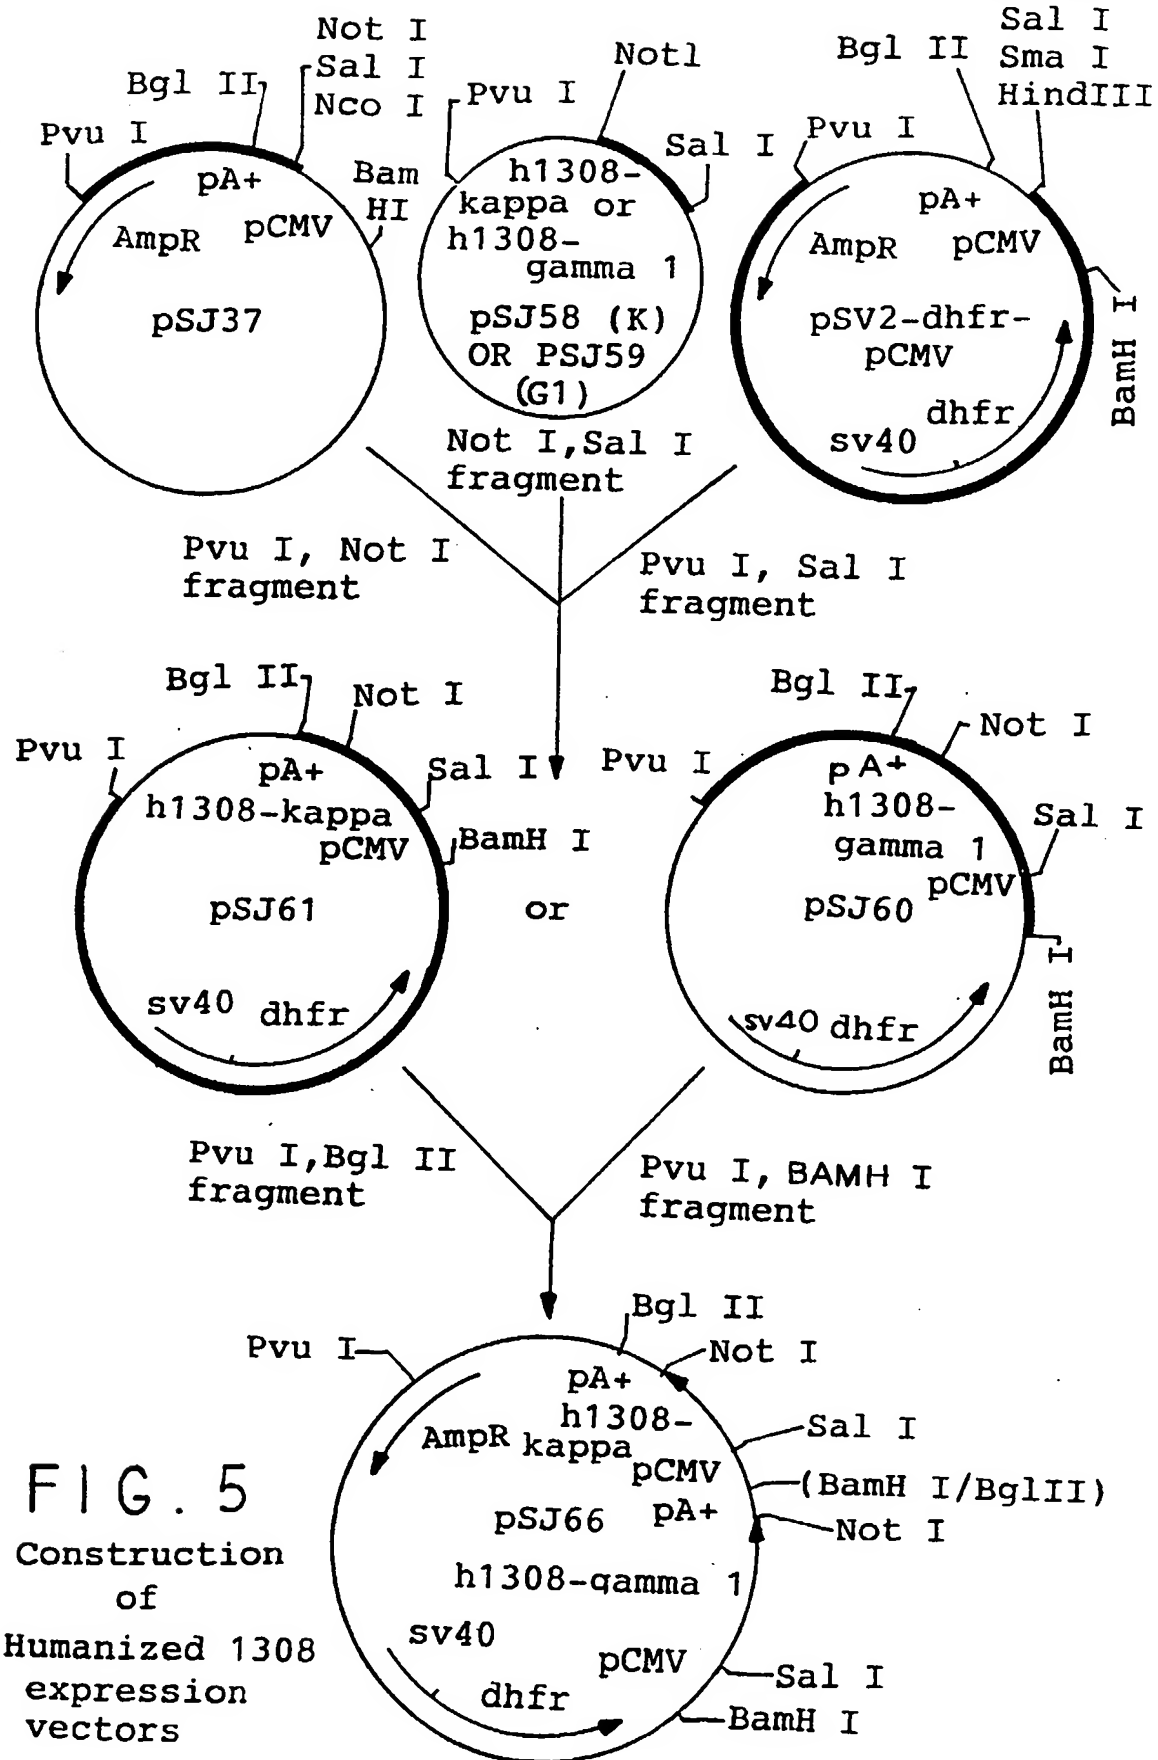 Not I
Sal I
Nco I
Bgl II
Pvu I
pA+
AmpR
pCMV
Bam
HI
pSJ37
Notl
Pvu I
Sal I
h1308-
kappa or
h1308-
gamma 1
pSJ58 (K)
OR PSJ59
(G1)
Sal I
Sma I
HindIII
Bgl II
Pvu I
pA+
AmpR
pCMV
pSV2-dhfr-
pCMV
BamH I
dhfr
sv40
Not I,Sal I
fragment
Pvu I, Not I
fragment
Pvu I, Sal I
fragment
Bgl II
Not I
Pvu I
pA+
Sal I
h1308-kappa
pCMV
BamH I
pSJ61
sv40
dhfr
or
Bgl II
Not I
Pvu I
pA+
h1308-
gamma 1
Sal I
pCMV
pSJ60
BamH I
sv40 dhfr
Pvu I,Bgl II
fragment
Pvu I, BAMH I
fragment
Bgl II
Pvu I
Not I
pA+
h1308-
kappa
AmpR
Sal I
pCMV
(BamH I/BglII)
pA+
pSJ66
Not I
h1308-gamma 1
sv40
pCMV
Sal I
dhfr
BamH I
FIG. 5
Construction
of
Humanized 1308
expression
vectors